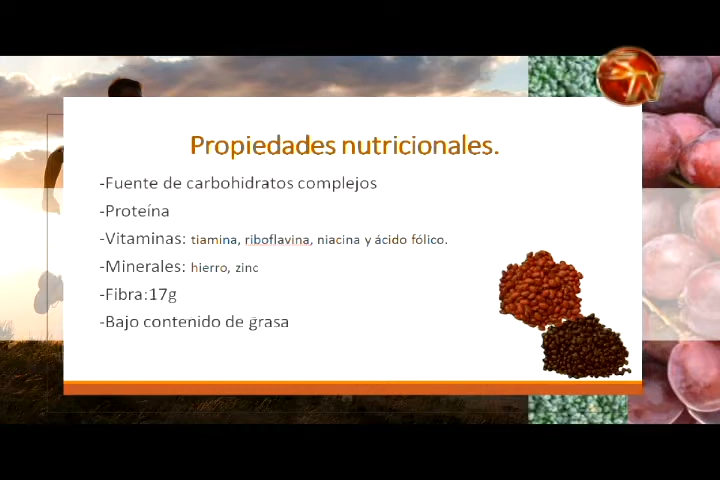 Propiedades nutricionales.
-Fuente de carbohidratos complejos
-Proteína
-Vitaminas: tiamina, riboflavina, niacina y ácido fólico.
-Minerales: hierro, zinc
-Fibra:17g
-Bajo contenido de grasa